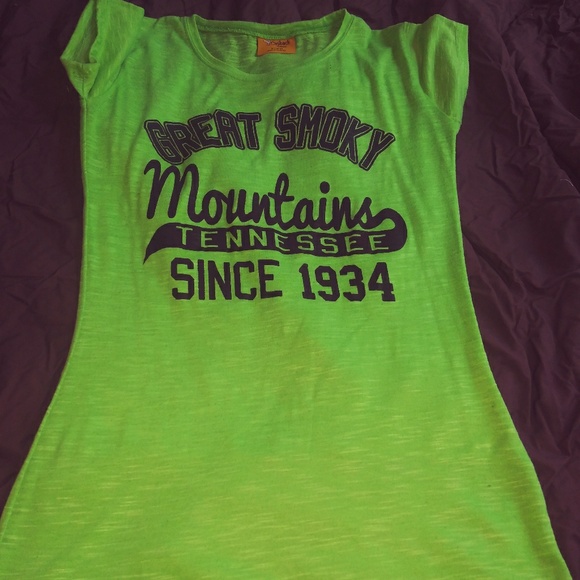 GREAT SMOKY
Mountains
TENNESSEE
SINCE 1934